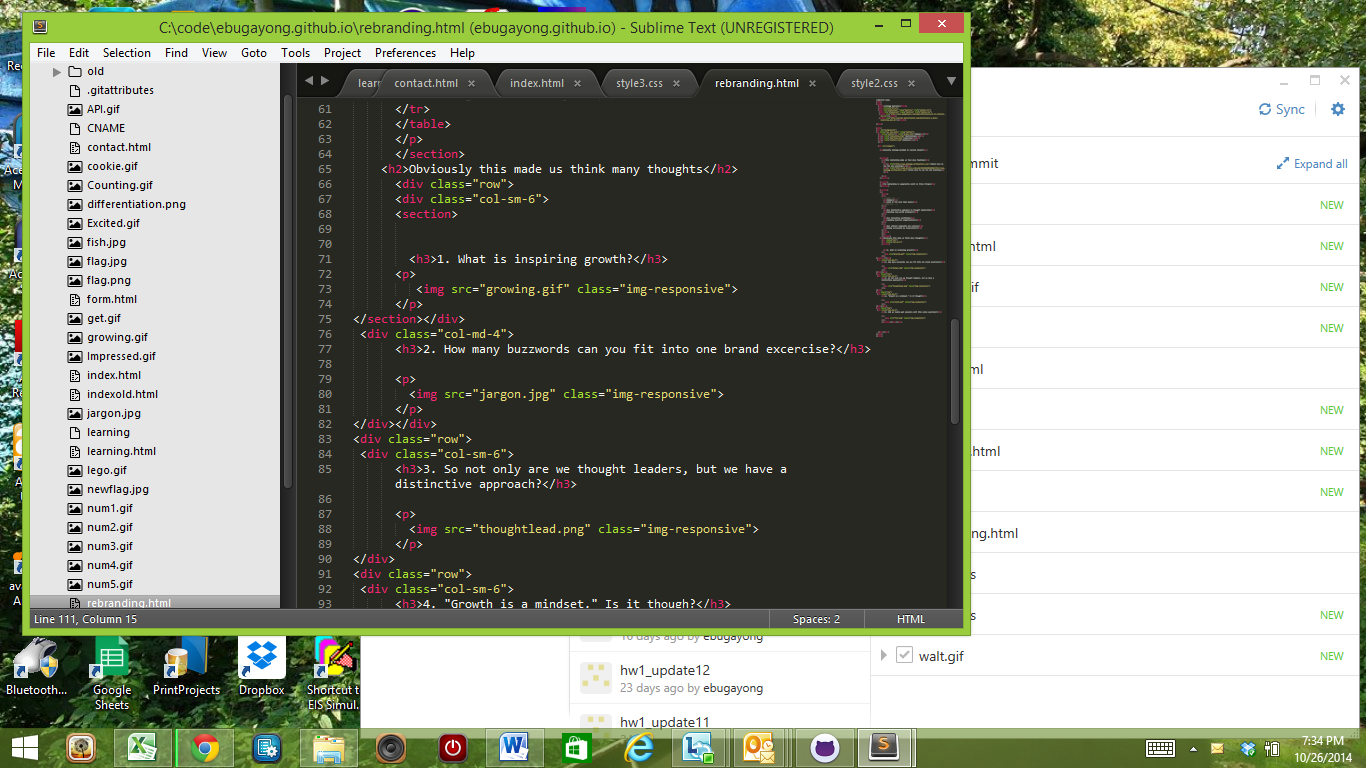 C:\code\ebugayong.github.io\rebranding.html (ebugayong.github.io) - Sublime Text (UNREGISTERED)
File Edit Selection Find View Goto Tools Project Preferences Help
old
.gitattributes
API.gif
CNAME
contact.html
cookie.gif
Counting.gif
differentiation.png
Excited.gif
fish.jpg
flag.jpg
flag.png
form.html
get.gif
growing.gif
Impressed.gif
index.html
indexold.html
jargon.jpg
learning
learning.html
lego.gif
newflag.jpg
num1.gif
num2.gif
num3.gif
num4.gif
num5.gif
rebranding.html
lear contact.html index.html style3.css rebranding.html style2.css
61 </tr>
62 </table>
63 </p>
64 </section>
65 <h2>Obviously this made us think many thoughts</h2>
66 <div class="row">
67 <div class="col-sm-6">
68 <section>
69
70
71 <h3>1. What is inspiring growth?</h3>
72 <p>
73 <img src="growing.gif" class="img-responsive">
74 </p>
75 </section></div>
76 <div class="col-md-4">
77 <h3>2. How many buzzwords can you fit into one brand excercise?</h3>
78
79 <p>
80 <img src="jargon.jpg" class="img-responsive">
81 </p>
82 </div></div>
83 <div class="row">
84 <div class="col-sm-6">
85 <h3>3. So not only are we thought leaders, but we have a
distinctive approach?</h3>
86
87 <p>
88 <img src="thoughtlead.png" class="img-responsive">
89 </p>
90 </div>
91 <div class="row">
92 <div class="col-sm-6">
93 <h3>4. "Growth is a mindset." Is it though?</h3>
Line 111, Column 15 Spaces: 2 HTML
Sync
mmit Expand all
NEW
html NEW
if NEW
NEW
ml
NEW
.html
NEW
ng.html
s
s NEW
walt.gif NEW
10 days ago by ebugayong
hw1_update12
23 days ago by ebugayong
hw1_update11
Bluetooth...
Google Sheets
PrintProjects
Dropbox
Shortcut t
EIS Simul.
7:34 PM
10/26/2014